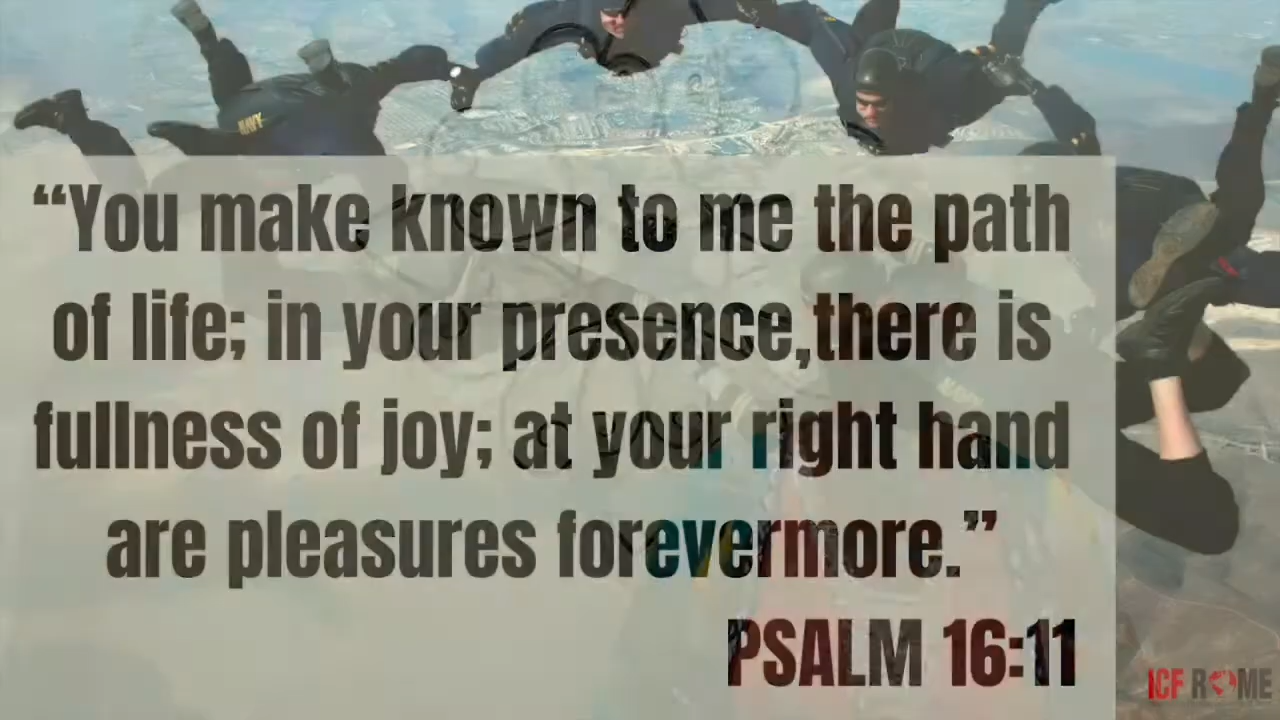 NAVY
“You make known to me the path
of life; in your presence,there is
fullness of joy; at your right hand
are pleasures forevermore.”
PSALM 16:11
ICF ROME